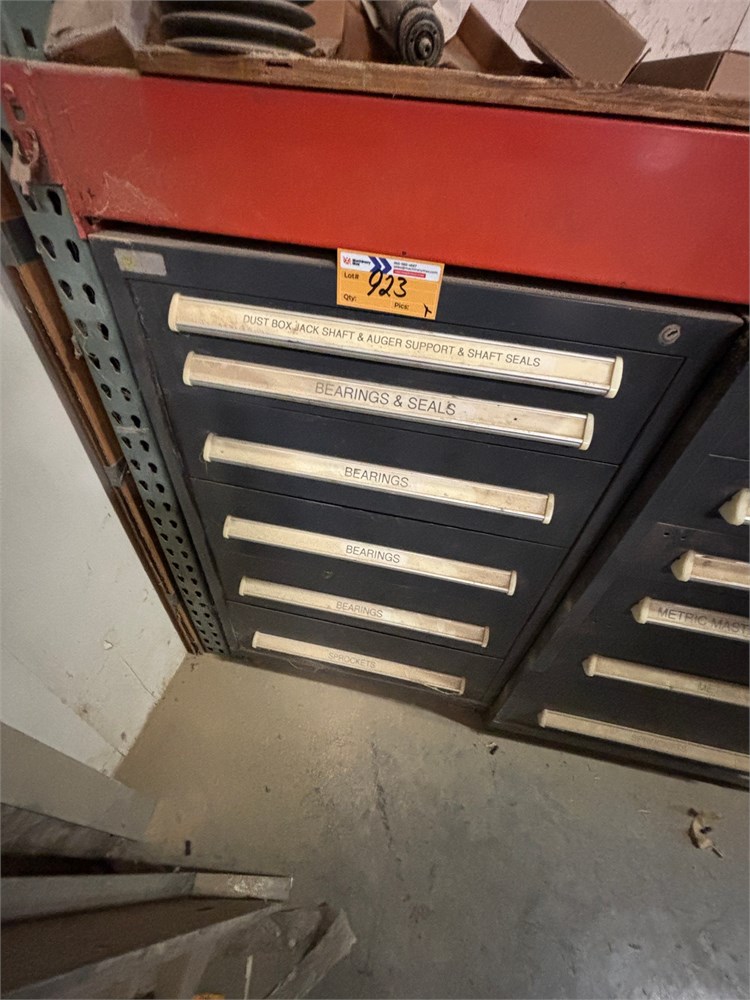 Lot#
923
Qty:
Pics:
DUST BOX JACK SHAFT & AUGER SUPPORT & SHAFT SEALS
BEARINGS & SEALS
BEARINGS
BEARINGS
BEARINGS
SPROCKETS
METRIC MAST